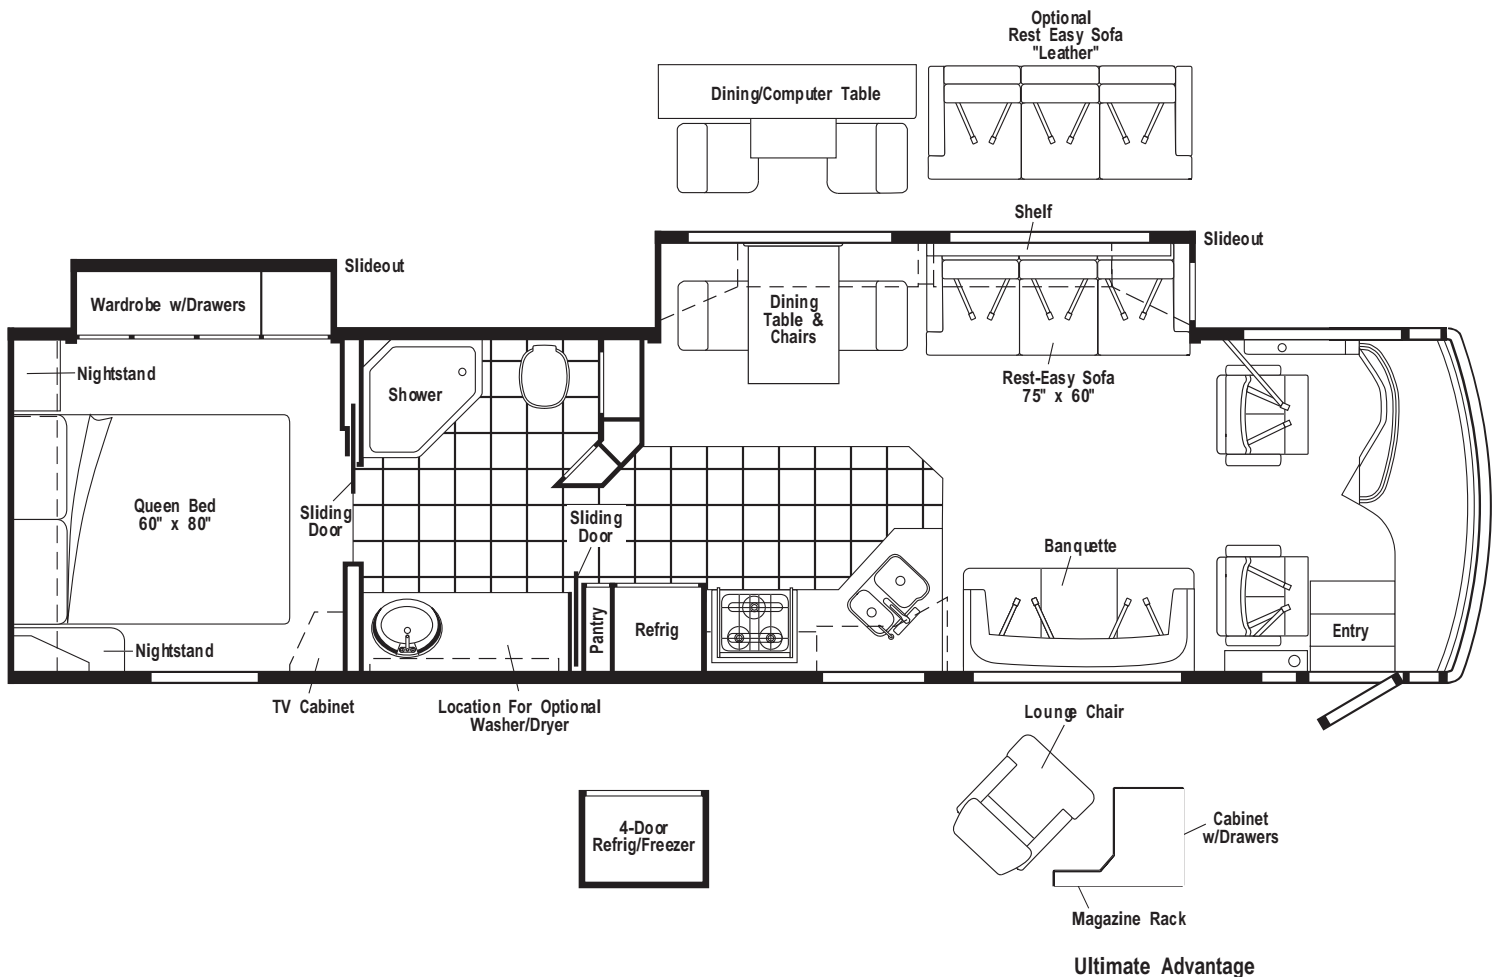 Optional
Rest Easy Sofa
"Leather"
Dining/Computer Table
Shelf
Slideout
Slideout
Wardrobe w/Drawers
Dining
Table &
Chairs
Nightstand
Shower
Rest-Easy Sofa
75" x 60"
Queen Bed
60" x 80"
Sliding
Door
Sliding
Door
Banquette
Pantry
Refrig
Entry
Nightstand
TV Cabinet
Location For Optional
Washer/Dryer
Lounge Chair
4-Door
Refrig/Freezer
Cabinet
w/Drawers
Magazine Rack
Ultimate Advantage